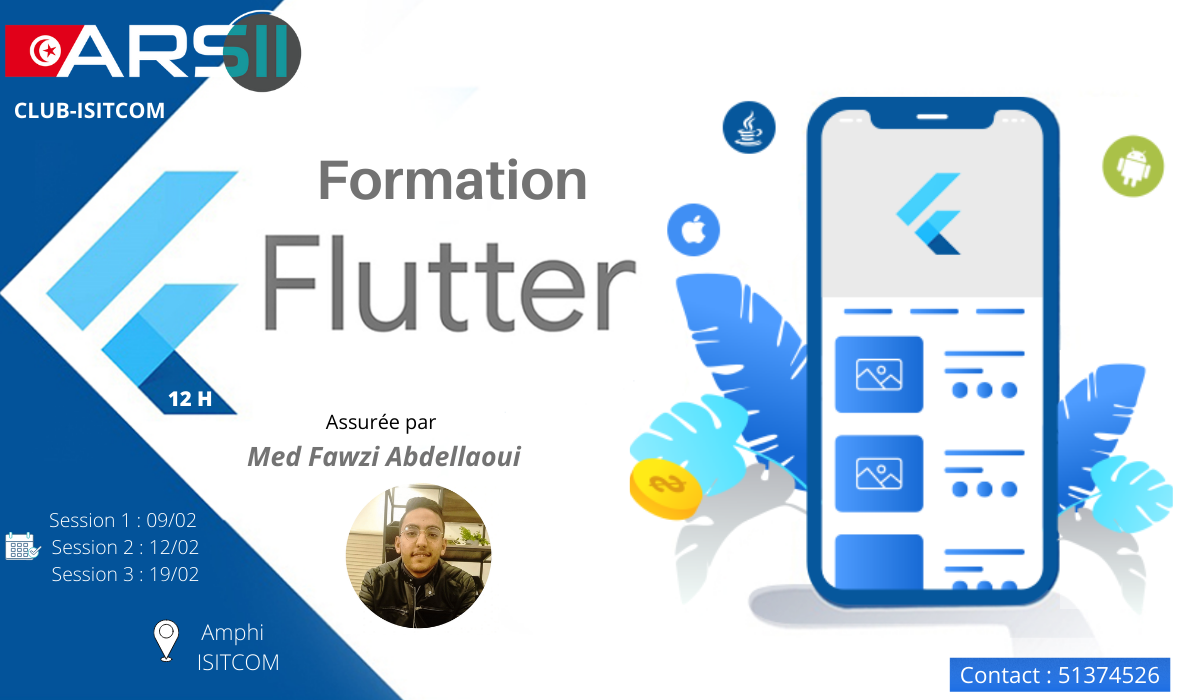 ARSII
CLUB-ISITCOM
Formation
Flutter
12 H
Assurée par
Med Fawzi Abdellaoui
Session 1 : 09/02
Session 2 : 12/02
Session 3 : 19/02
Amphi
ISITCOM
Contact : 51374526